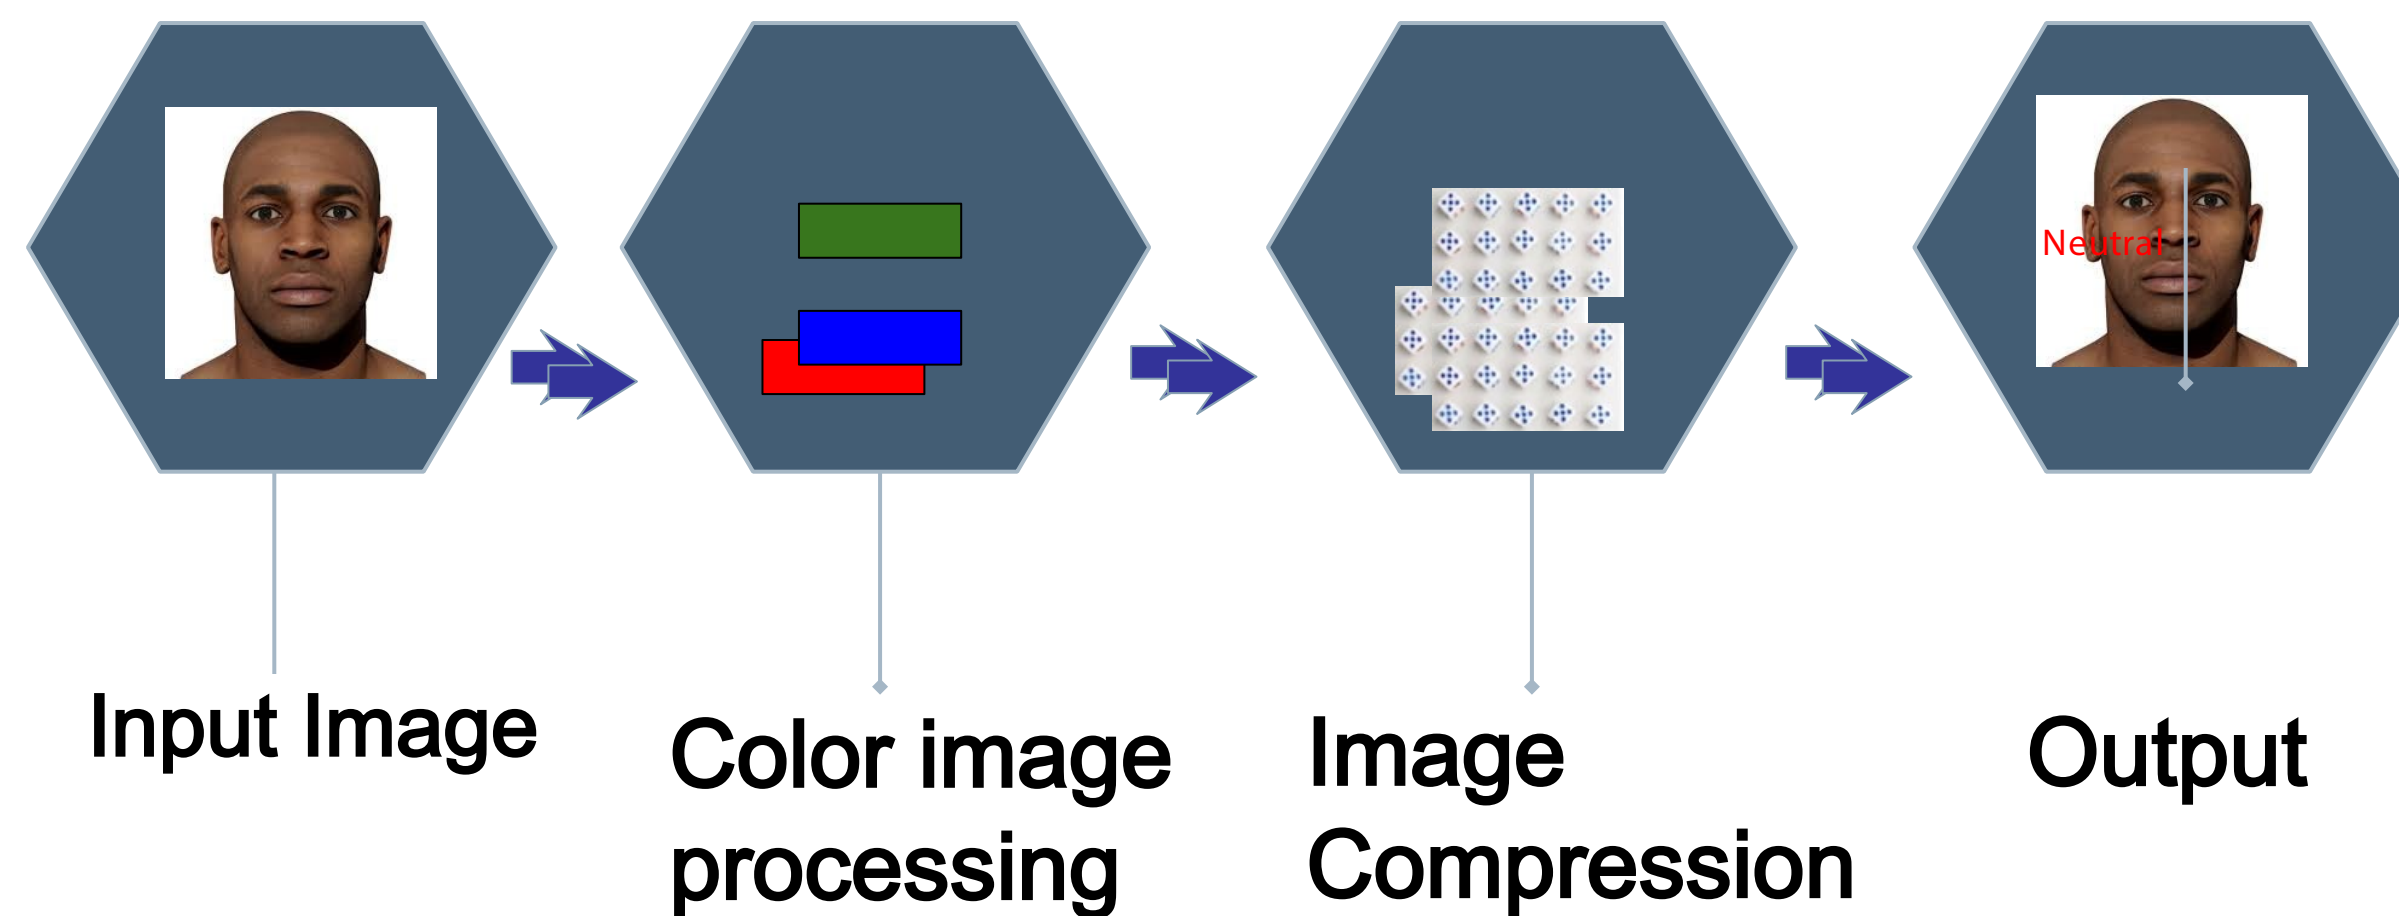 Neutral
Input Image
Color image
processing
Image
Compression
Output